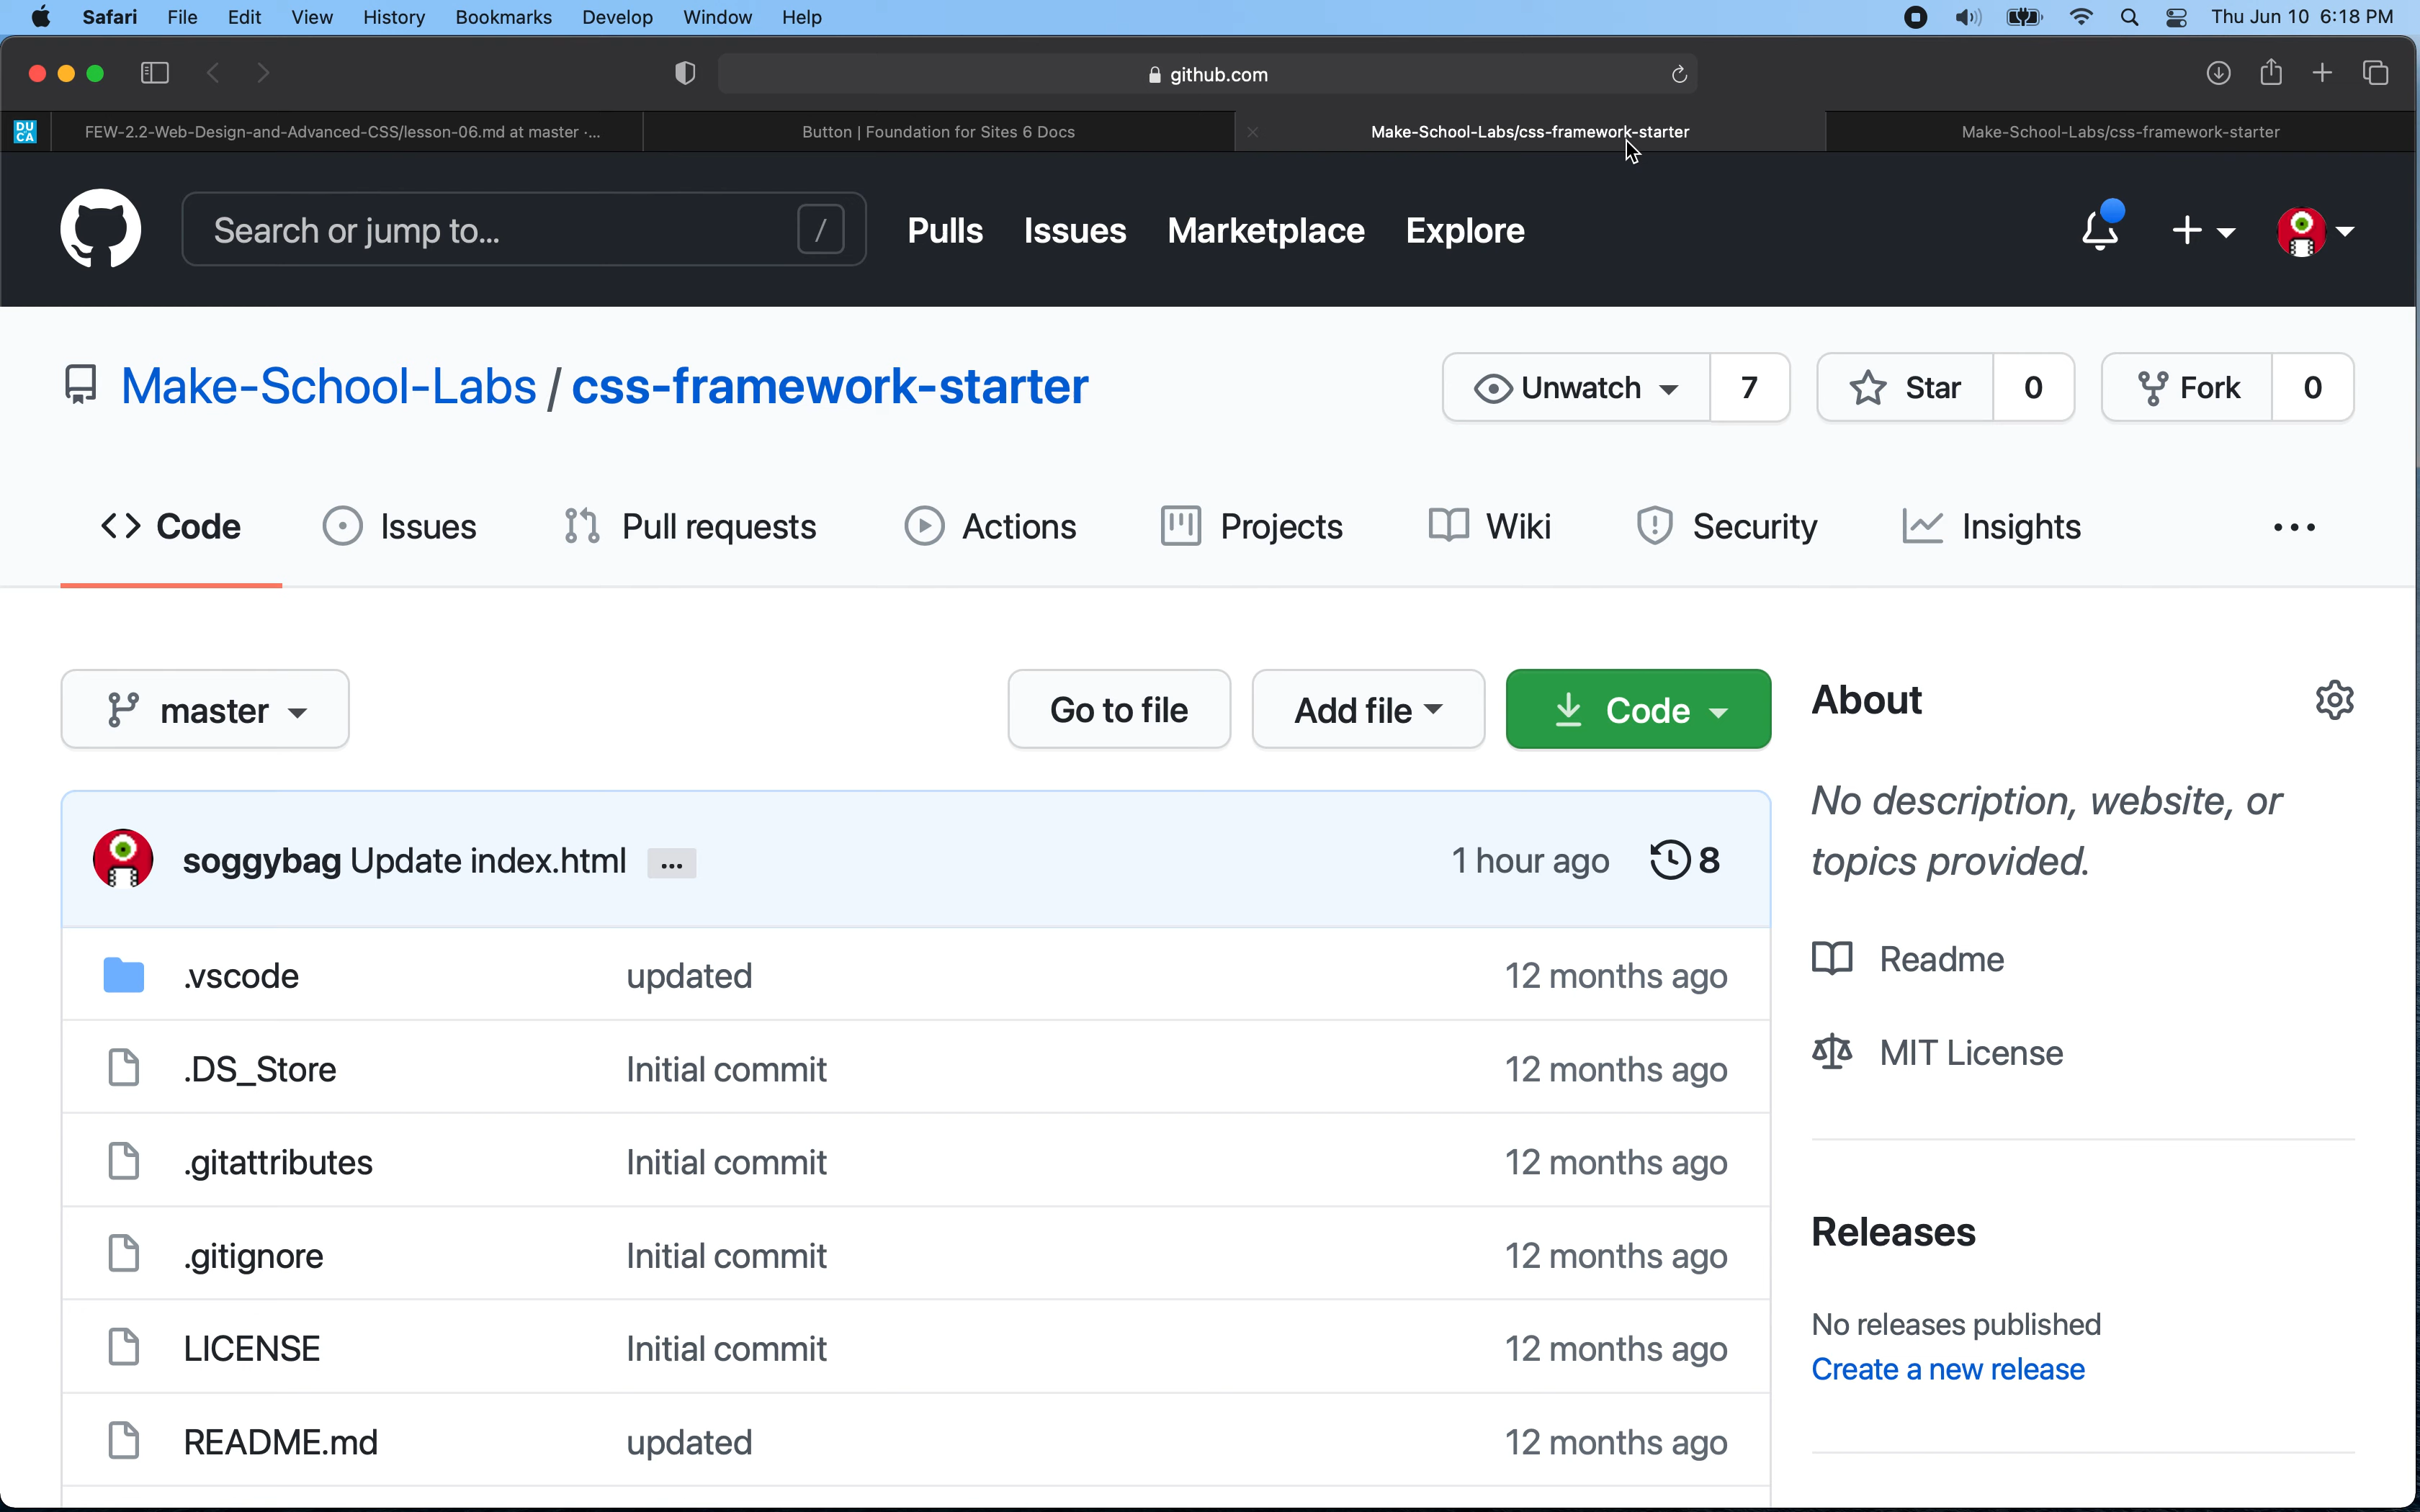 Safari File Edit View History Bookmarks Develop Window Help Thu Jun 10 6:18 PM
github.com
DU CA FEW-2.2-Web-Design-and-Advanced-CSS/lesson-06.md at master ·... Button | Foundation for Sites 6 Docs Make-School-Labs/css-framework-starter Make-School-Labs/css-framework-starter
Search or jump to... / Pulls Issues Marketplace Explore
Make-School-Labs / css-framework-starter Unwatch 7 Star 0 Fork 0
Code Issues Pull requests Actions Projects Wiki Security Insights ...
master Go to file Add file Code
soggybag Update index.html ... 1 hour ago 8
.vscode updated 12 months ago
.DS_Store Initial commit 12 months ago
.gitattributes Initial commit 12 months ago
.gitignore Initial commit 12 months ago
LICENSE Initial commit 12 months ago
README.md updated 12 months ago
About
No description, website, or
topics provided.
Readme
MIT License
Releases
No releases published
Create a new release